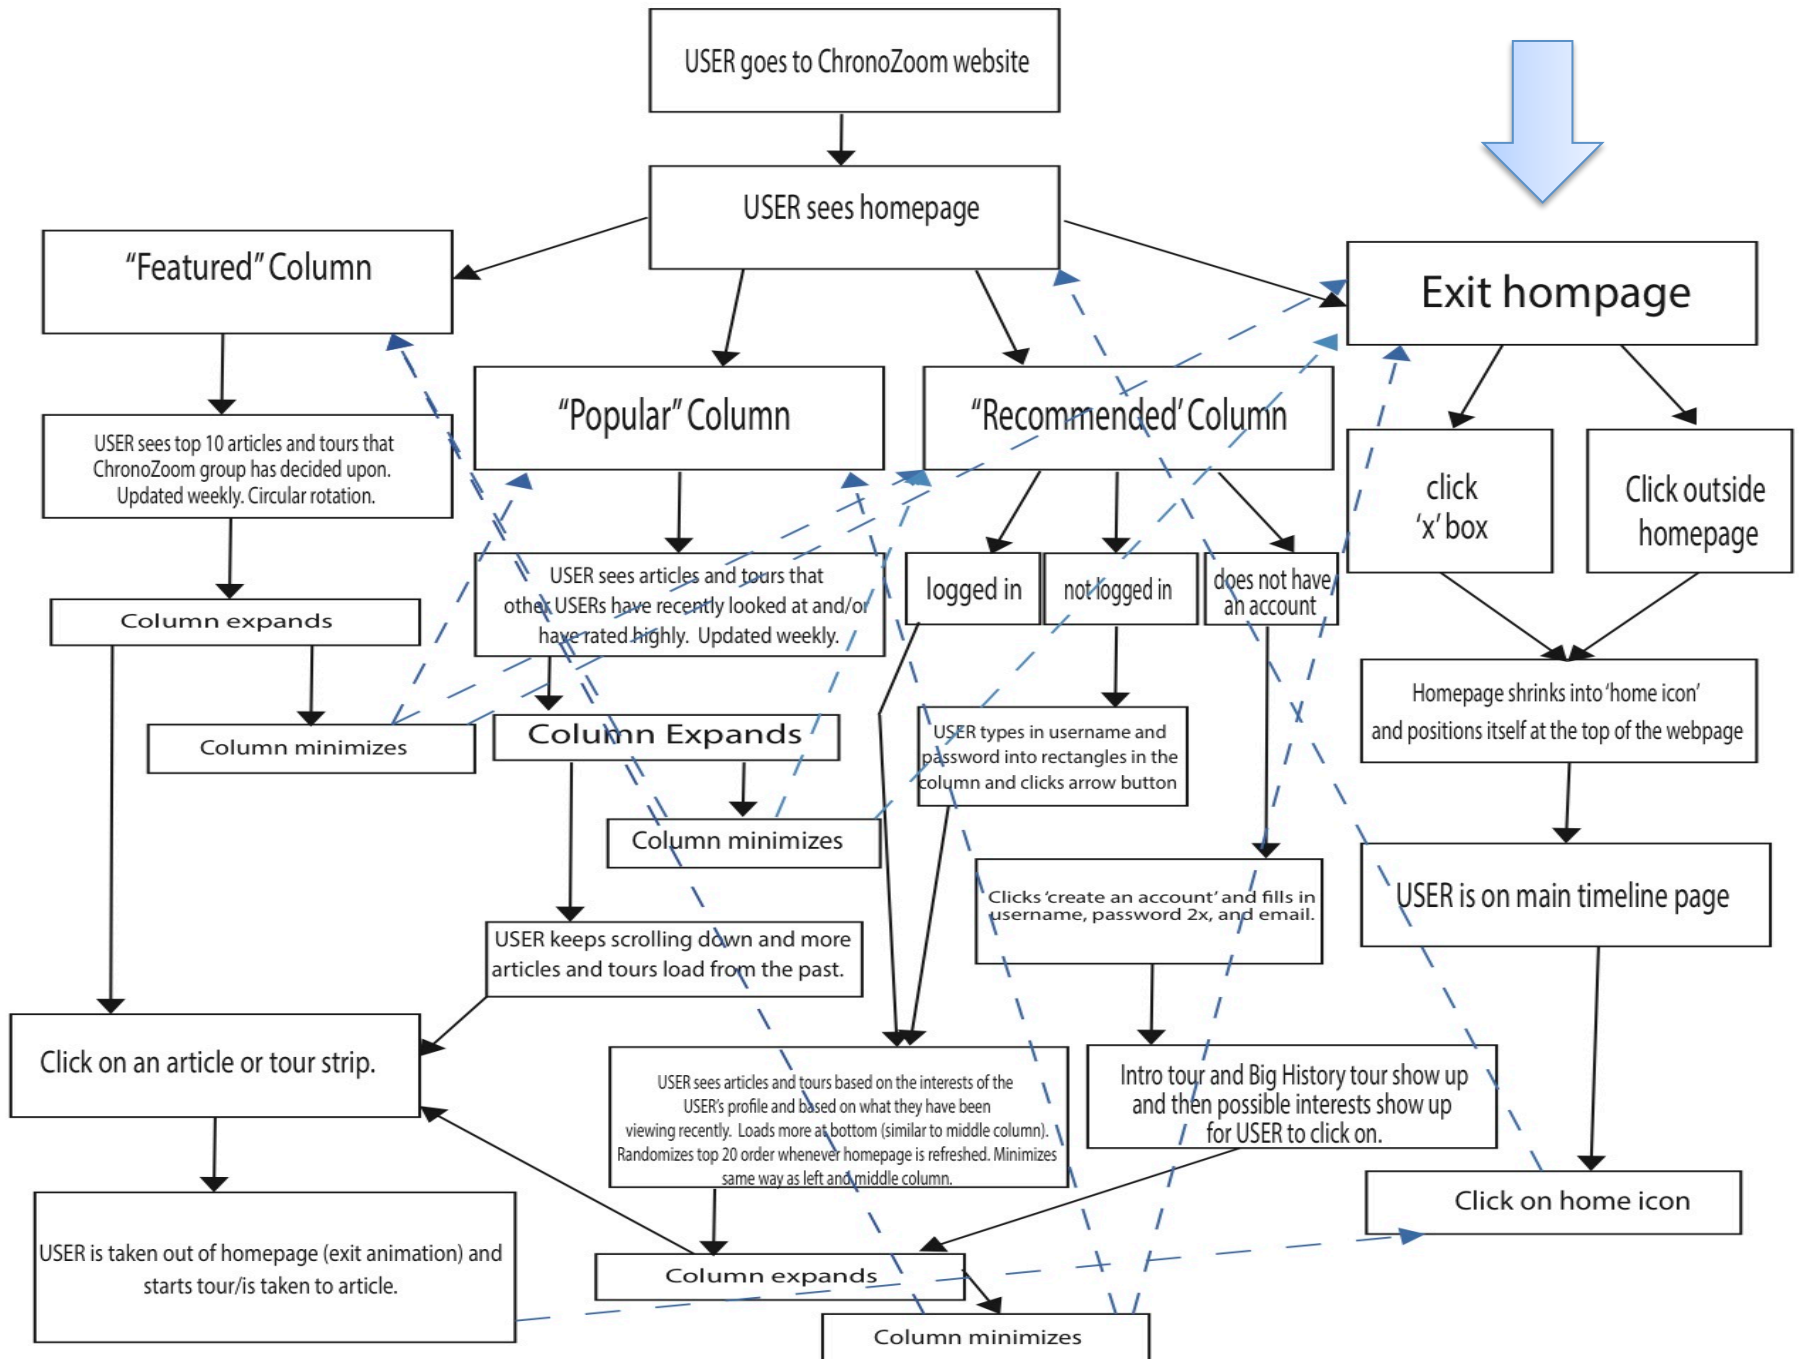 USER goes to ChronoZoom website
USER sees homepage
“Featured” Column
Exit hompage
“Popular” Column
“Recommended’ Column
USER sees top 10 articles and tours that
ChronoZoom group has decided upon.
Updated weekly. Circular rotation.
click
‘x’ box
Click outside
homepage
USER sees articles and tours that
other USERs have recently looked at and/or
have rated highly. Updated weekly.
logged in
not logged in
does not have
an account
Column expands
Homepage shrinks into ‘home icon’
and positions itself at the top of the webpage
Column minimizes
Column Expands
USER types in username and
password into rectangles in the
column and clicks arrow button
Column minimizes
Clicks ‘create an account’ and fills in
username, password 2x, and email.
USER is on main timeline page
USER keeps scrolling down and more
articles and tours load from the past.
Click on an article or tour strip.
USER sees articles and tours based on the interests of the
USER’s profile and based on what they have been
viewing recently. Loads more at bottom (similar to middle column).
Randomizes top 20 order whenever homepage is refreshed. Minimizes
same way as left and middle column.
Intro tour and Big History tour show up
and then possible interests show up
for USER to click on.
Click on home icon
USER is taken out of homepage (exit animation) and
starts tour/is taken to article.
Column expands
Column minimizes